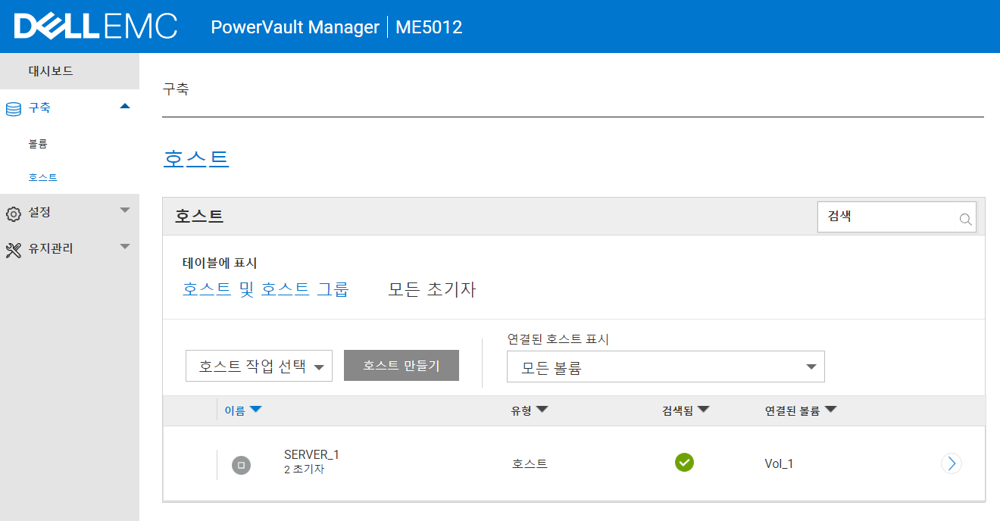 DELL EMC PowerVault Manager ME5012
대시보드
구축
볼륨
호스트
설정
유지관리
구축
호스트
호스트
검색
테이블에 표시
호스트 및 호스트 그룹 모든 초기자
연결된 호스트 표시
호스트 작업 선택 호스트 만들기 모든 볼륨
이름 유형 검색됨 연결된 볼륨
SERVER_1
2 초기자
호스트 Vol_1